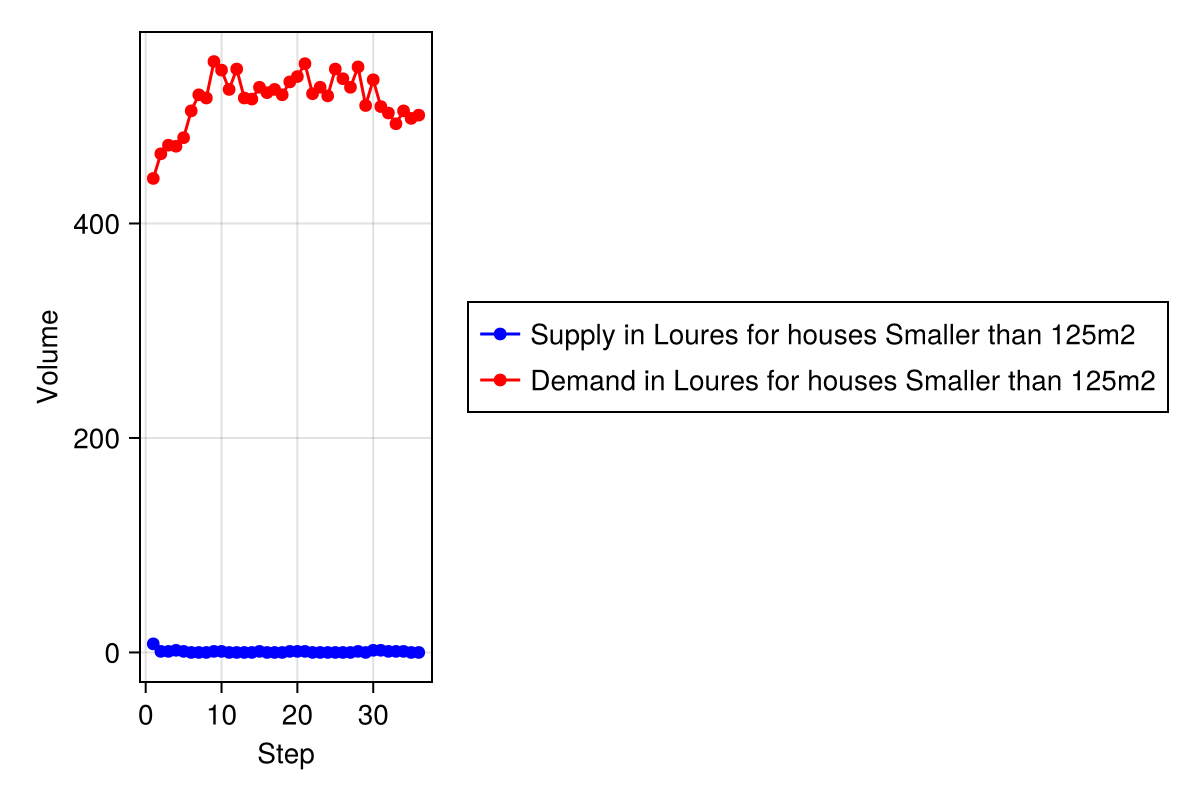 400
200
0
Volume
0 10 20 30
Step
Supply in Loures for houses Smaller than 125m2
Demand in Loures for houses Smaller than 125m2